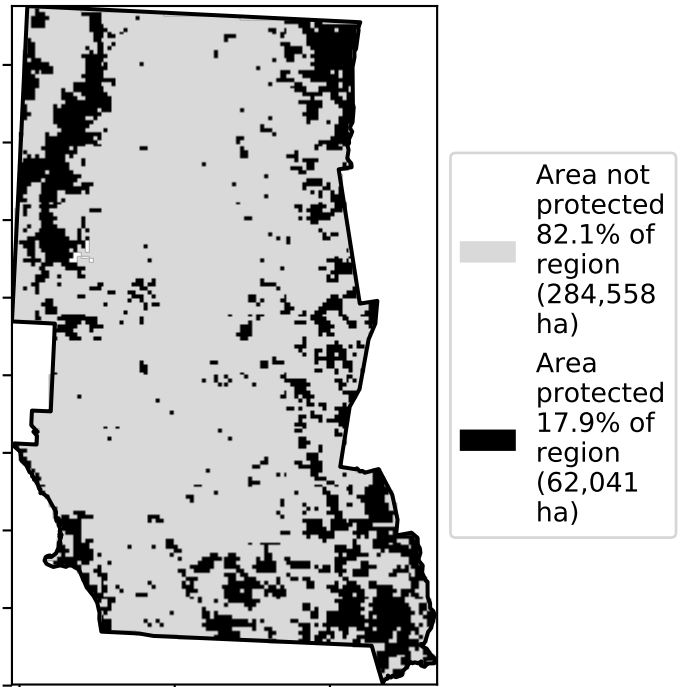 Area not
protected
82.1% of
region
(284,558
ha)
Area
protected
17.9% of
region
(62,041
ha)